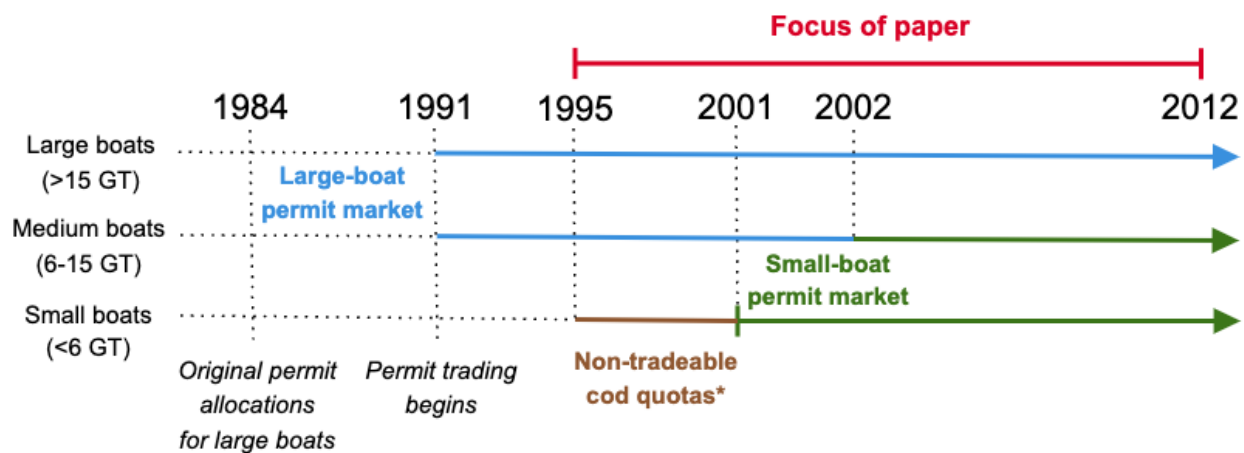 Focus of paper
1984
1991
1995
2001
2002
2012
Large boats
(>15 GT)
Large-boat
permit market
Medium boats
(6-15 GT)
Small-boat
permit market
Small boats
(<6 GT)
Original permit
allocations
for large boats
Permit trading
begins
Non-tradeable
cod quotas*